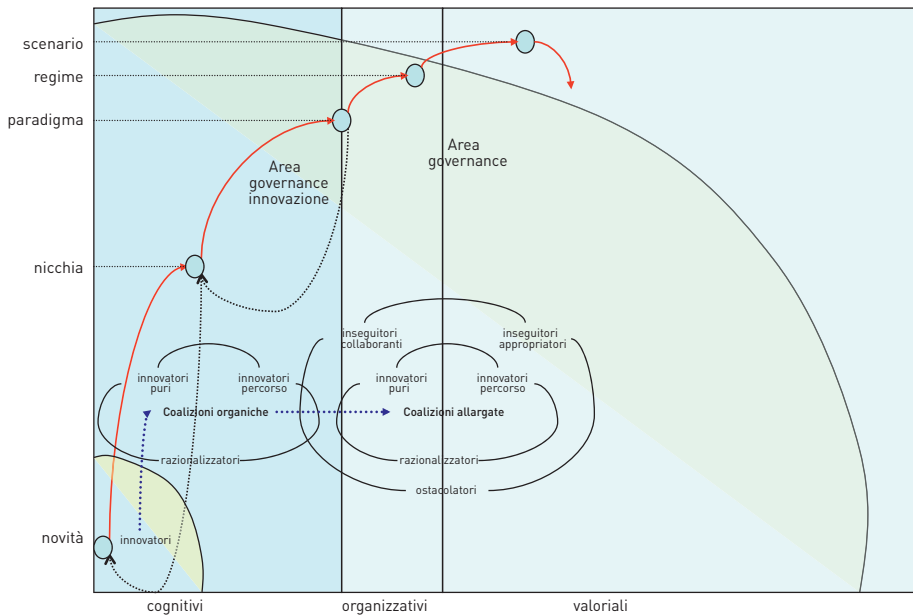 scenario
regime
paradigma
Area
governance
innovazione
Area
governance
nicchia
inseguitori
collaboranti
inseguitori
appropriatori
innovatori
puri
innovatori
percorso
innovatori
puri
innovatori
percorso
Coalizioni organiche
Coalizioni allargate
razionalizzatori
razionalizzatori
ostacolatori
novità
innovatori
cognitivi
organizzativi
valoriali